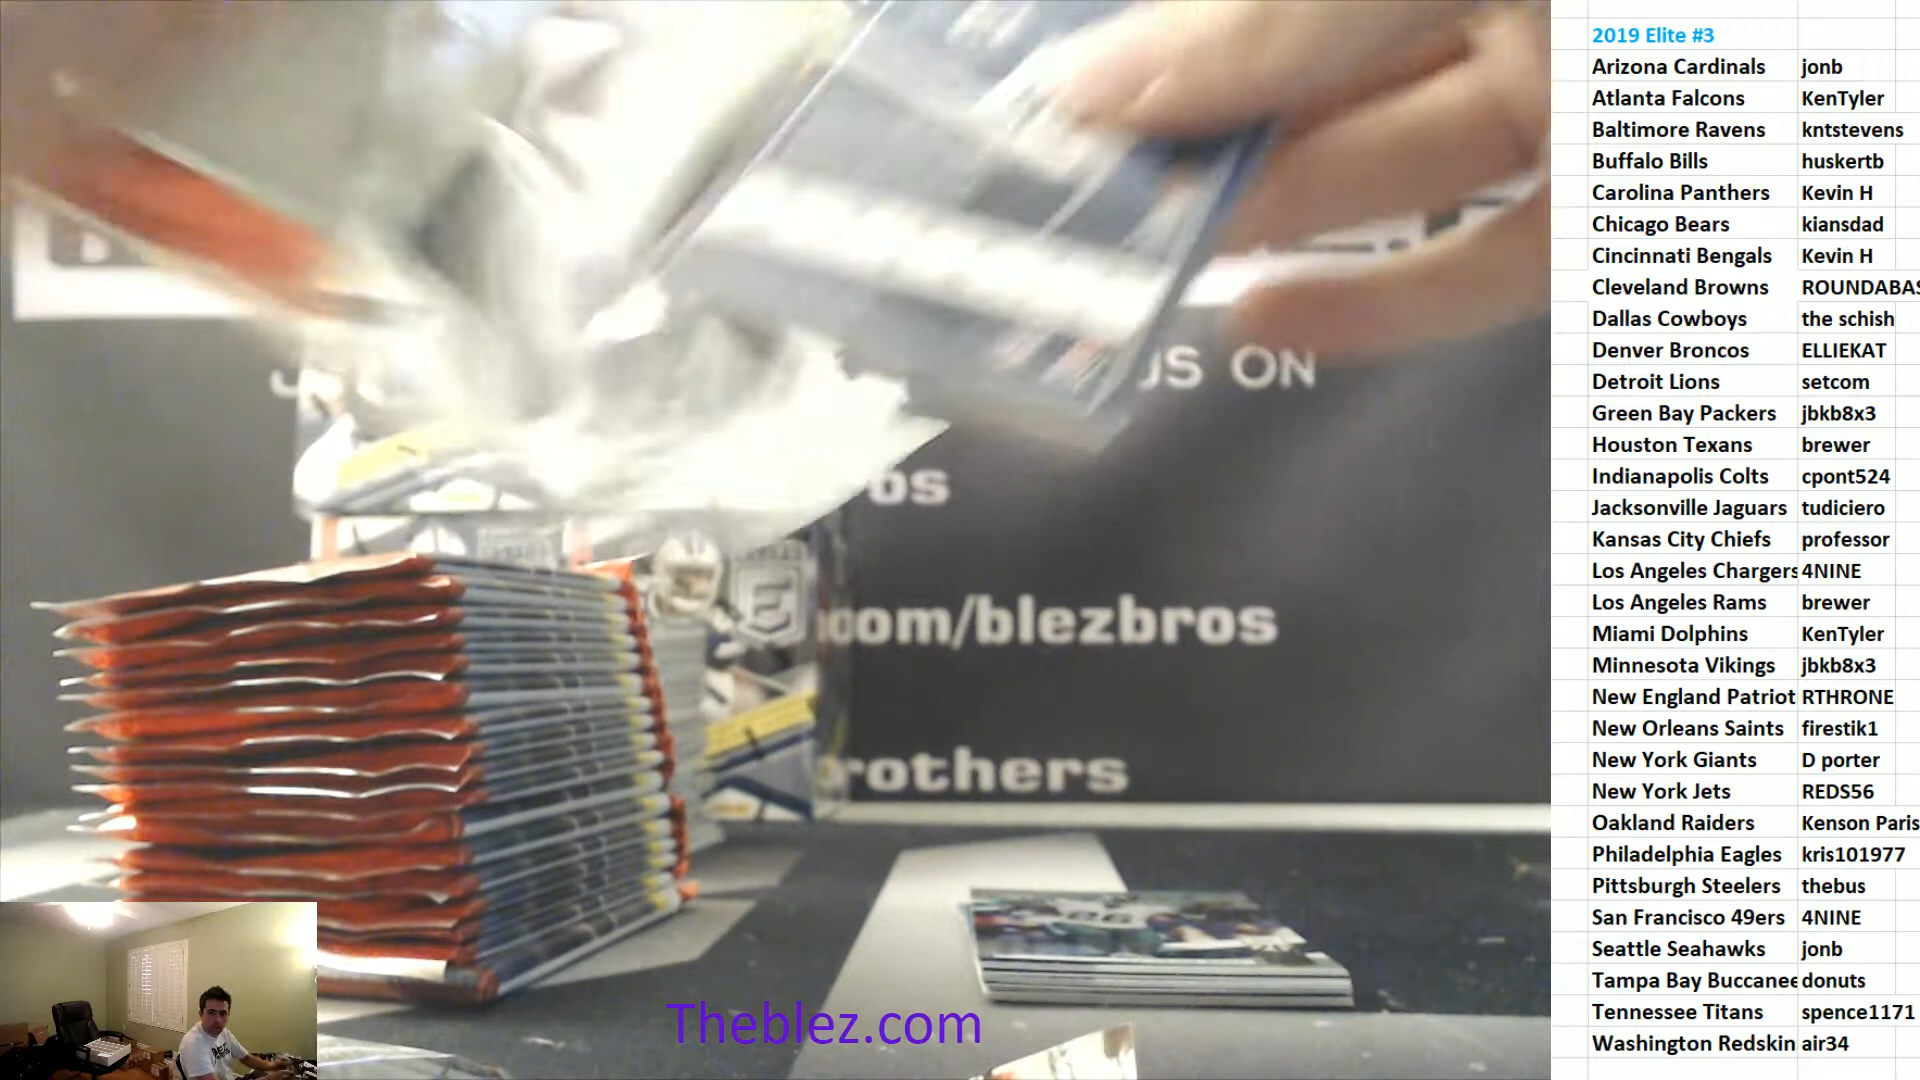 US ON
os
com/blezbros
rothers
E
26
Theblez.com
2019 Elite #3
Arizona Cardinals jonb
Atlanta Falcons KenTyler
Baltimore Ravens kntstevens
Buffalo Bills huskertb
Carolina Panthers Kevin H
Chicago Bears kiansdad
Cincinnati Bengals Kevin H
Cleveland Browns ROUNDABAS
Dallas Cowboys the schish
Denver Broncos ELLIEKAT
Detroit Lions setcom
Green Bay Packers jbkb8x3
Houston Texans brewer
Indianapolis Colts cpont524
Jacksonville Jaguars tudiciero
Kansas City Chiefs professor
Los Angeles Chargers 4NINE
Los Angeles Rams brewer
Miami Dolphins KenTyler
Minnesota Vikings jbkb8x3
New England Patriot RTHRONE
New Orleans Saints firestik1
New York Giants D porter
New York Jets REDS56
Oakland Raiders Kenson Paris
Philadelphia Eagles kris101977
Pittsburgh Steelers thebus
San Francisco 49ers 4NINE
Seattle Seahawks jonb
Tampa Bay Buccanee donuts
Tennessee Titans spence1171
Washington Redskin air34